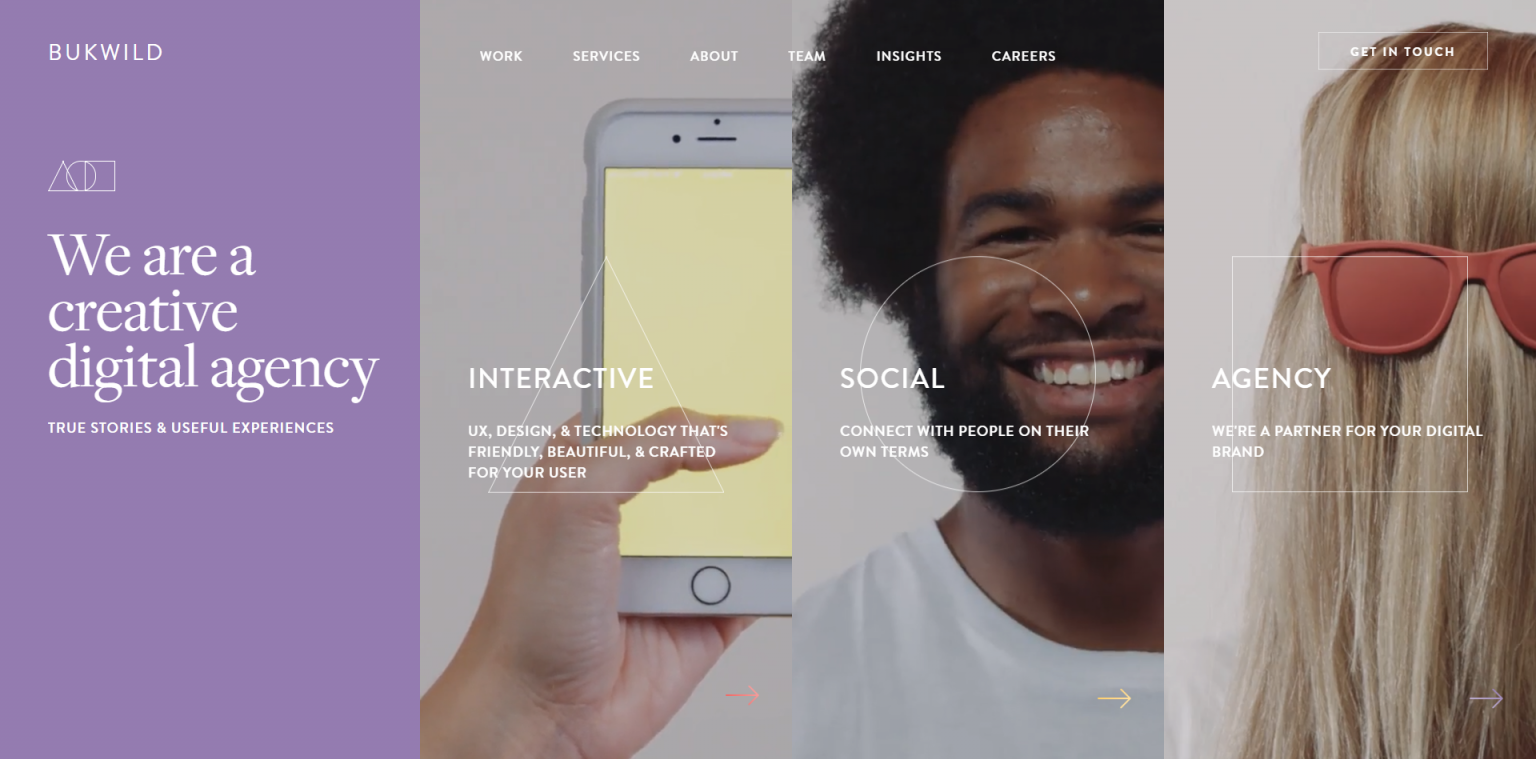 BUKWILD
WORK SERVICES ABOUT TEAM INSIGHTS CAREERS
GET IN TOUCH
We are a
creative
digital agency
TRUE STORIES & USEFUL EXPERIENCES
INTERACTIVE
UX, DESIGN, & TECHNOLOGY THAT'S
FRIENDLY, BEAUTIFUL, & CRAFTED
FOR YOUR USER
SOCIAL
CONNECT WITH PEOPLE ON THEIR
OWN TERMS
AGENCY
WE'RE A PARTNER FOR YOUR DIGITAL
BRAND